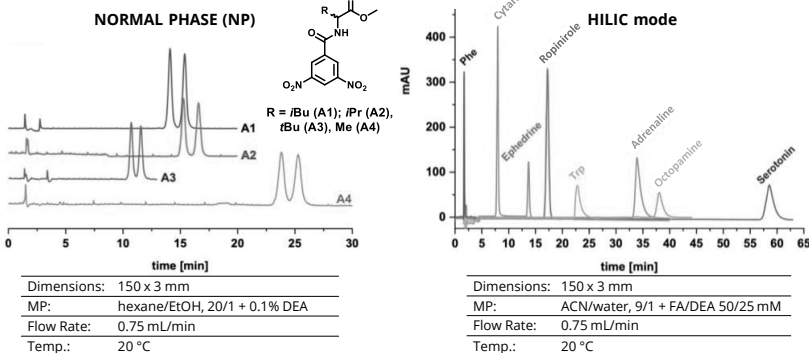 NORMAL PHASE (NP)
R
O
OCH₃
O
NH
O₂N
NO₂
R = iBu (A1); iPr (A2),
tBu (A3), Me (A4)
A1
A2
A3
A4
0 5 10 15 20 25 30
time [min]
Dimensions: 150 x 3 mm
MP: hexane/EtOH, 20/1 + 0.1% DEA
Flow Rate: 0.75 mL/min
Temp.: 20 °C
HILIC mode
mAU
400
300
200
100
0
Phe
Ephedrine
Ropinirole
Trp
Adrenaline
Octopamine
Serotonin
0 5 10 15 20 25 30 35 40 45 50 55 60 65
time [min]
Dimensions: 150 x 3 mm
MP: ACN/water, 9/1 + FA/DEA 50/25 mM
Flow Rate: 0.75 mL/min
Temp.: 20 °C